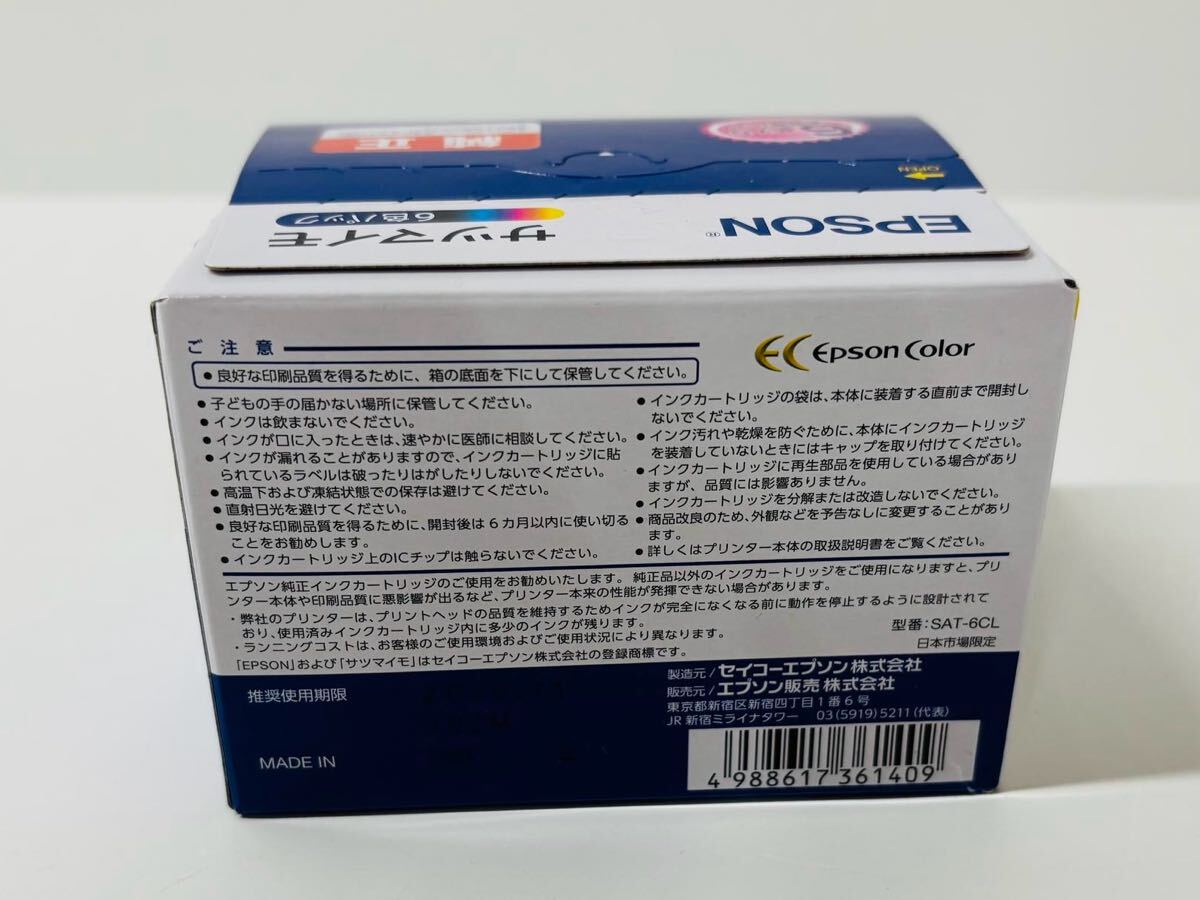 純正
OPEN
EPSON®
サツマイモ
6色パック
ご注意
• 良好な印刷品質を得るために、箱の底面を下にして保管してください。
• 子どもの手の届かない場所に保管してください。
• インクは飲まないでください。
• インクが口に入ったときは、速やかに医師に相談してください。
• インクが漏れることがありますので、インクカートリッジに貼
られているラベルは破ったりはがしたりしないでください。
• 高温下および凍結状態での保存は避けてください。
• 直射日光を避けてください。
• 良好な印刷品質を得るために、開封後は6カ月以内に使い切る
ことをお勧めします。
• インクカートリッジ上のICチップは触らないでください。
EC Epson Color
• インクカートリッジの袋は、本体に装着する直前まで開封し
ないでください。
• インク汚れや乾燥を防ぐために、本体にインクカートリッジ
を装着していないときにはキャップを取り付けてください。
• インクカートリッジに再生部品を使用している場合があり
ますが、品質には影響ありません。
• インクカートリッジを分解または改造しないでください。
• 商品改良のため、外観などを予告なしに変更することがあり
ます。
• 詳しくはプリンター本体の取扱説明書をご覧ください。
エプソン純正インクカートリッジのご使用をお勧めいたします。純正品以外のインクカートリッジをご使用になりますと、プリ
ンター本体や印刷品質に悪影響が出るなど、プリンター本来の性能が発揮できない場合があります。
・弊社のプリンターは、プリントヘッドの品質を維持するためインクが完全になくなる前に動作を停止するように設計されて
おり、使用済みインクカートリッジ内に多少のインクが残ります。
・ランニングコストは、お客様のご使用環境およびご使用状況により異なります。
「EPSON」および「サツマイモ」はセイコーエプソン株式会社の登録商標です。
型番：SAT-6CL
日本市場限定
製造元/セイコーエプソン株式会社
販売元/エプソン販売株式会社
東京都新宿区新宿四丁目1番6号
JR新宿ミライナタワー 03(5919)5211(代表)
推奨使用期限
MADE IN
4 988617 361409